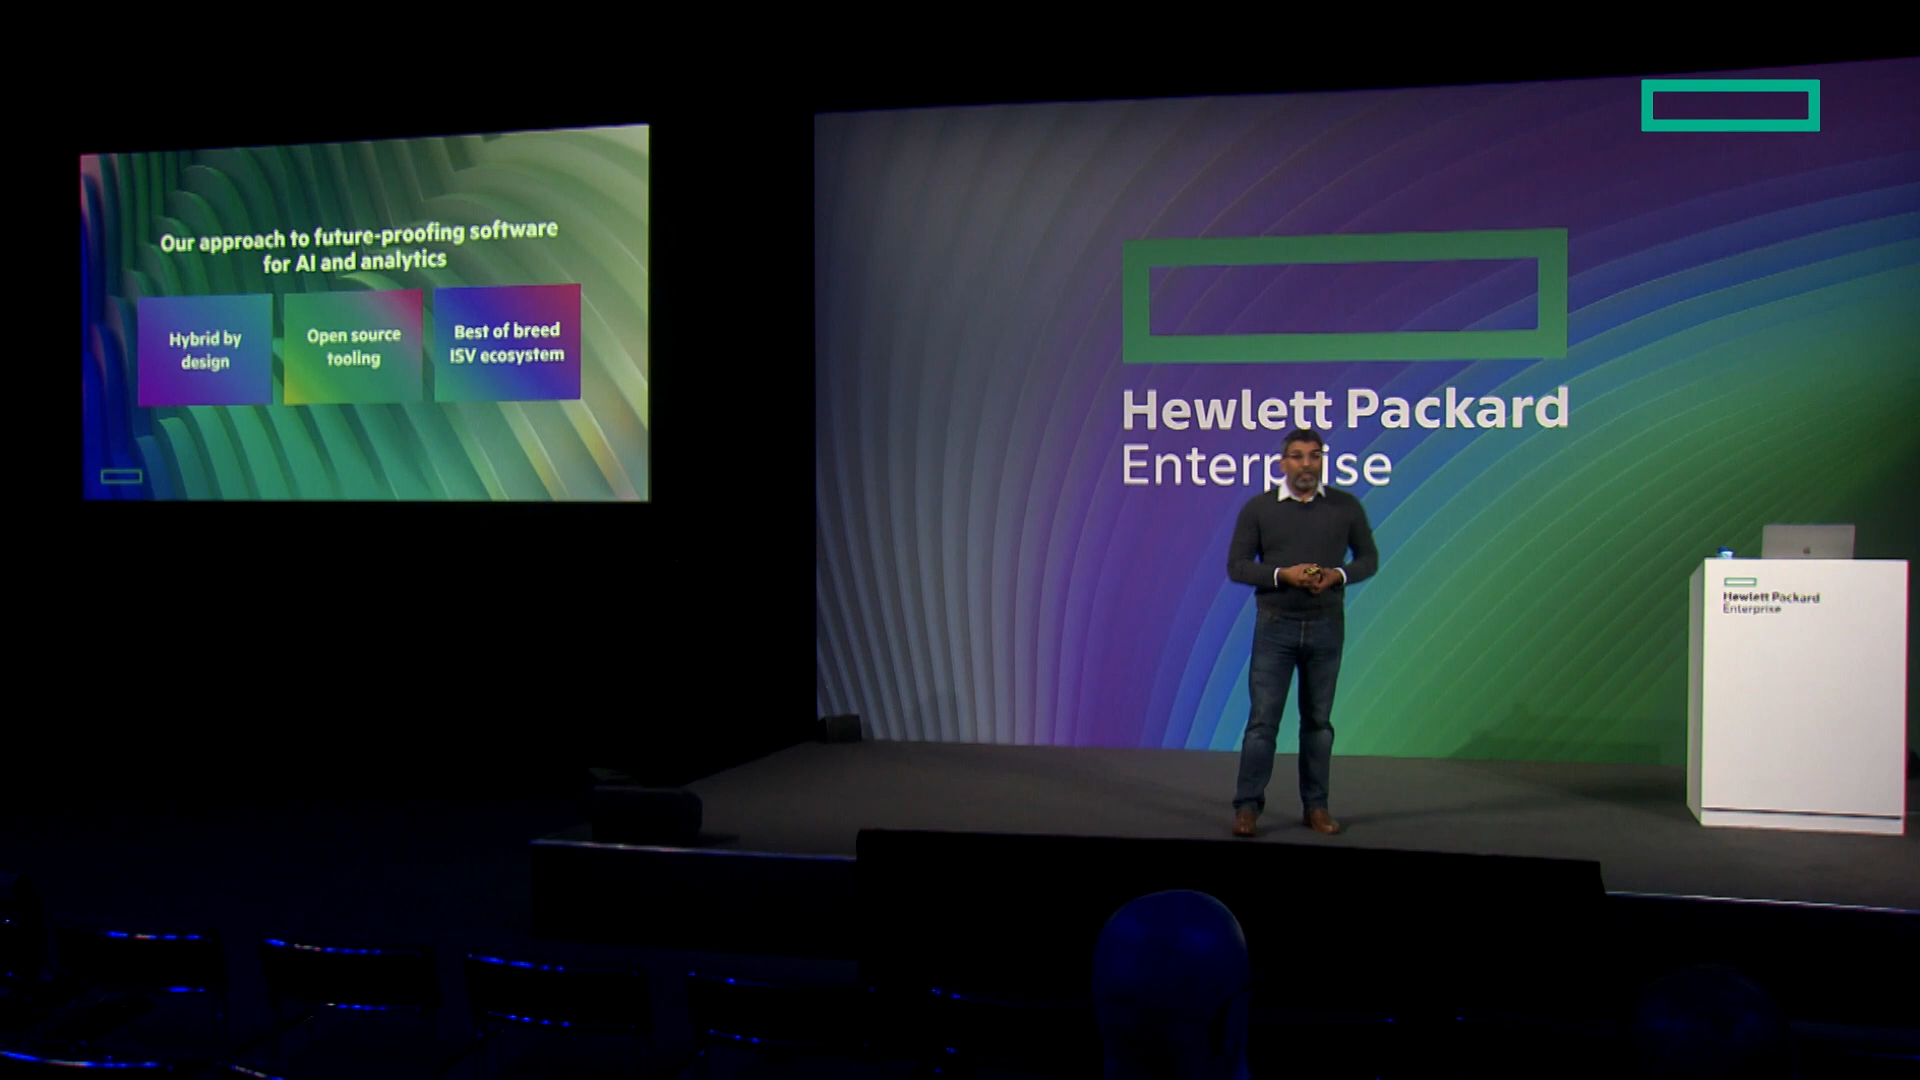 Our approach to future-proofing software
for AI and analytics
Hybrid by
design
Open source
tooling
Best of breed
ISV ecosystem
Hewlett Packard
Enterprise
Hewlett Packard
Enterprise